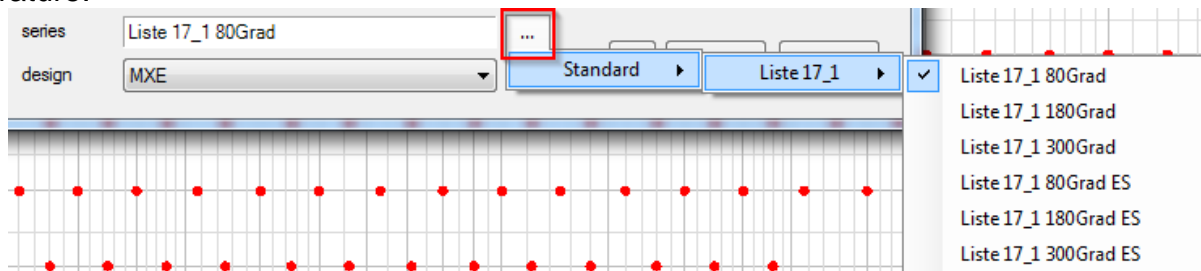 series Liste 17_1 80Grad ...
design MXE Standard Liste 17_1 Liste 17_1 80Grad
Liste 17_1 180Grad
Liste 17_1 300Grad
Liste 17_1 80Grad ES
Liste 17_1 180Grad ES
Liste 17_1 300Grad ES